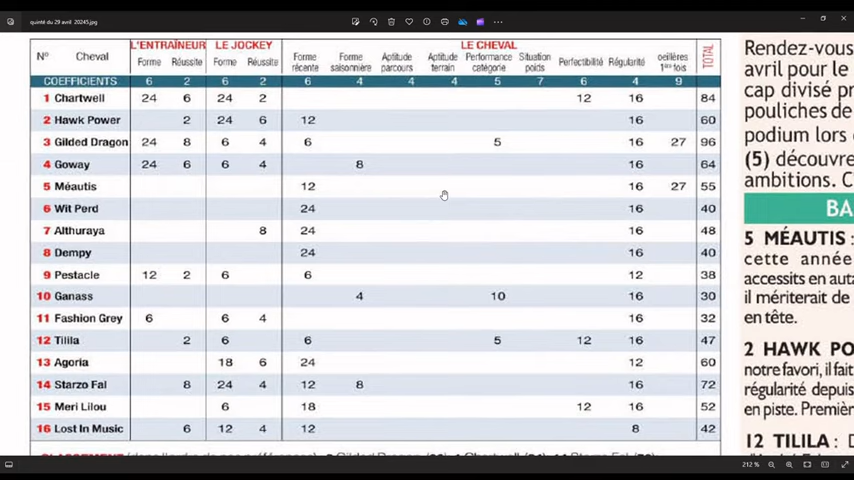 quinté du 29 avril 20245.jpg
L'ENTRAÎNEUR LE JOCKEY LE CHEVAL
N° Cheval Forme Réussite Forme Réussite Forme récente Forme saisonnière Aptitude parcours Aptitude terrain Performance catégorie Situation poids Perfectibilité Régularité oeillères 1ère fois TOTAL
COEFFICIENTS 6 2 6 2 6 4 4 4 5 7 6 4 9
1 Chartwell 24 6 24 2 12 16 84
2 Hawk Power 2 24 6 12 16 60
3 Gilded Dragon 24 8 6 4 6 5 16 27 96
4 Goway 24 6 6 4 8 16 64
5 Méautis 12 16 27 55
6 Wit Perd 24 16 40
7 Althuraya 8 24 16 48
8 Dempy 24 16 40
9 Pestacle 12 2 6 6 12 38
10 Ganass 4 10 16 30
11 Fashion Grey 6 6 4 16 32
12 Tilila 2 6 6 5 12 16 47
13 Agoria 18 6 24 12 60
14 Starzo Fal 8 24 4 12 8 16 72
15 Meri Lilou 6 18 12 16 52
16 Lost In Music 6 12 4 12 8 42
Rendez-vous
avril pour le
cap divisé pr
pouliches de
podium lors
(5) découvre
ambitions. C
BA
5 MÉAUTIS :
cette année
accessits en auta
il mériterait de
en tête.
2 HAWK PO
notre favori, il fait
régularité depuis
en piste. Premièr
12 TILILA : D
212 %